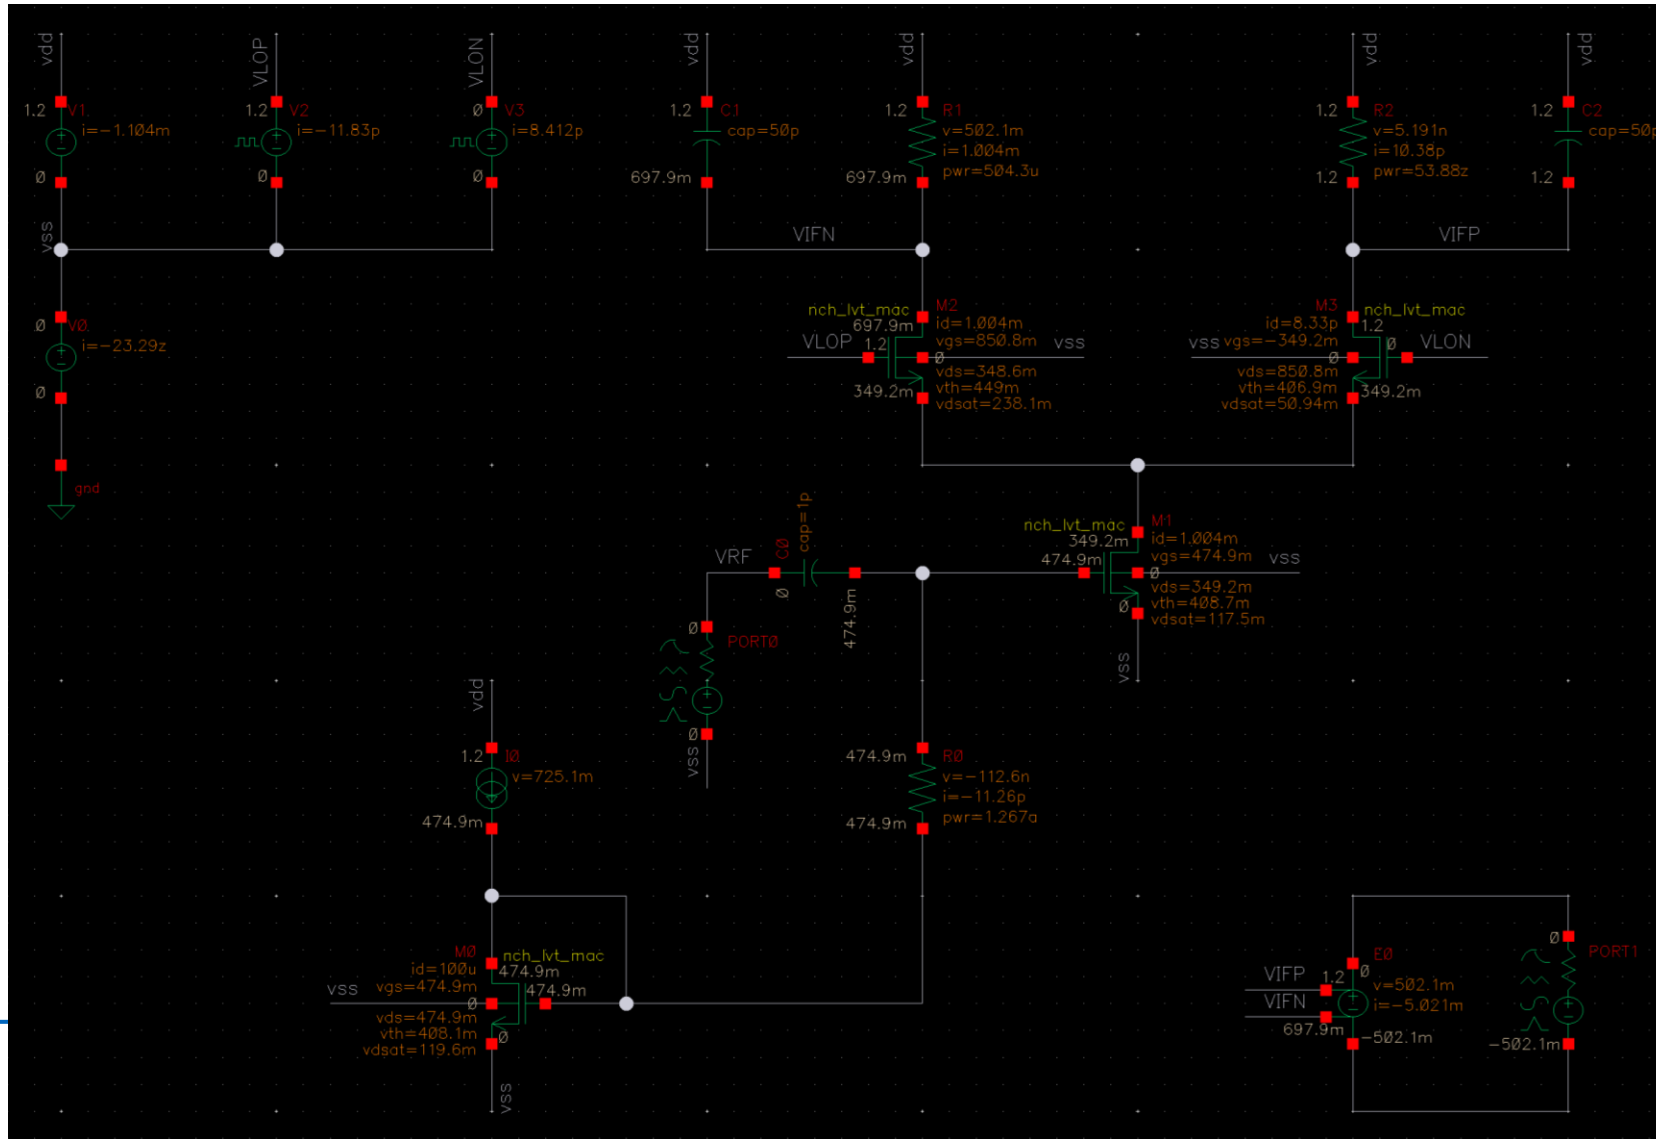 vdd
1.2
V1
i=-1.104m
0
vss
VLOP
1.2
V2
i=-11.83p
0
VLON
0
V3
i=8.412p
0
vdd
1.2
C1
cap=50p
697.9m
vdd
1.2
R1
v=502.1m
i=1.004m
pwr=504.3u
697.9m
VIFN
vdd
1.2
R2
v=5.191n
i=10.38p
pwr=53.88z
1.2
vdd
1.2
C2
cap=50p
1.2
VIFP
0
V0
i=-23.29z
0
gnd
nch_lvt_mac
M2
697.9m
id=1.004m
vgs=850.8m
VLOP
1.2
0
vss
vds=348.6m
vth=449m
349.2m
vdsat=238.1m
M3
nch_lvt_mac
id=8.33p
1.2
vss
vgs=-349.2m
0
0
VLON
vds=850.8m
vth=406.9m
349.2m
vdsat=50.94m
VRF
C0
cap=1p
0
474.9m
nch_lvt_mac
M1
349.2m
id=1.004m
474.9m
vgs=474.9m
vss
0
vds=349.2m
vth=408.7m
0
vdsat=117.5m
vss
0
PORT0
0
vss
vdd
1.2
I0
v=725.1m
474.9m
474.9m
R0
v=-112.6n
i=-11.26p
pwr=1.267a
474.9m
M0
nch_lvt_mac
id=100u
474.9m
vgs=474.9m
474.9m
vss
0
vds=474.9m
vth=408.1m
0
vdsat=119.6m
vss
E0
0
VIFP
1.2
v=502.1m
VIFN
i=-5.021m
697.9m
-502.1m
0
PORT1
-502.1m